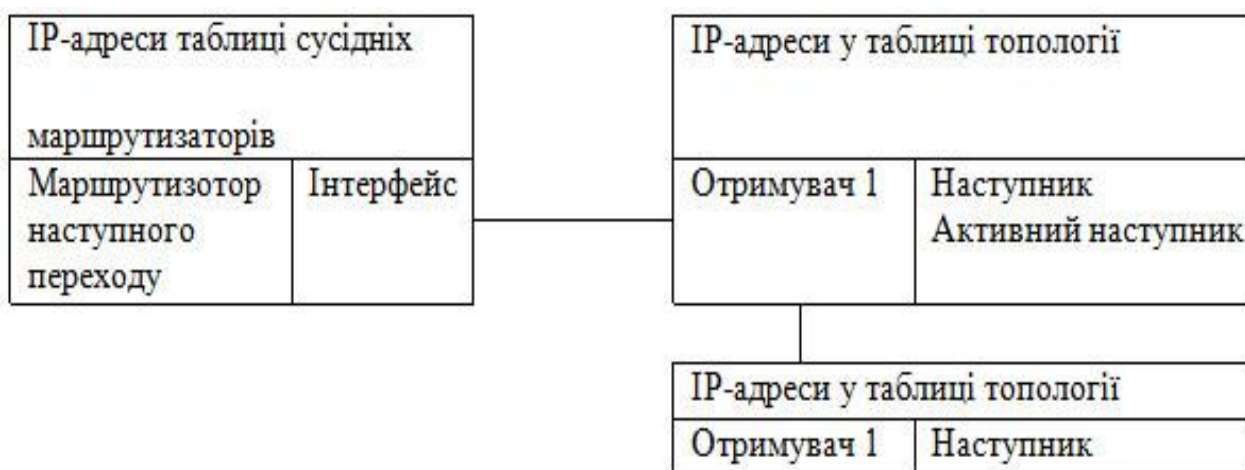 IP-адреси таблиці сусідніх
маршрутизаторів
Маршрутизотор
наступного
переходу
Інтерфейс
IP-адреси у таблиці топології
Отримувач 1
Наступник
Активний наступник
IP-адреси у таблиці топології
Отримувач 1
Наступник